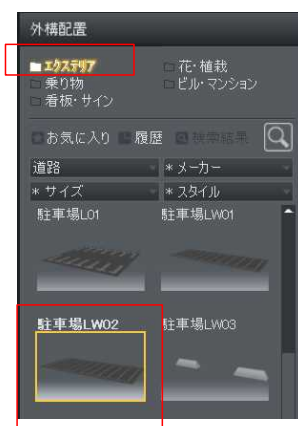 外構配置
エクステリア
花・植栽
乗り物
ビル・マンション
看板・サイン
お気に入り
履歴
検索結果
道路
* メーカー
* サイズ
* スタイル
駐車場L01
駐車場LW01
駐車場LW02
駐車場LW03